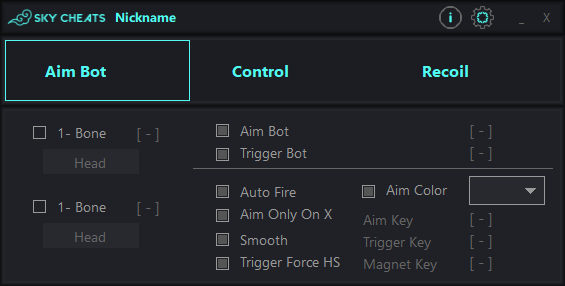 SKY CHEATS Nickname
_ X
Aim Bot Control Recoil
1- Bone [ - ]
Head
1- Bone [ - ]
Head
Aim Bot [ - ]
Trigger Bot [ - ]
Auto Fire
Aim Only On X
Smooth
Trigger Force HS
Aim Color
Aim Key [ - ]
Trigger Key [ - ]
Magnet Key [ - ]